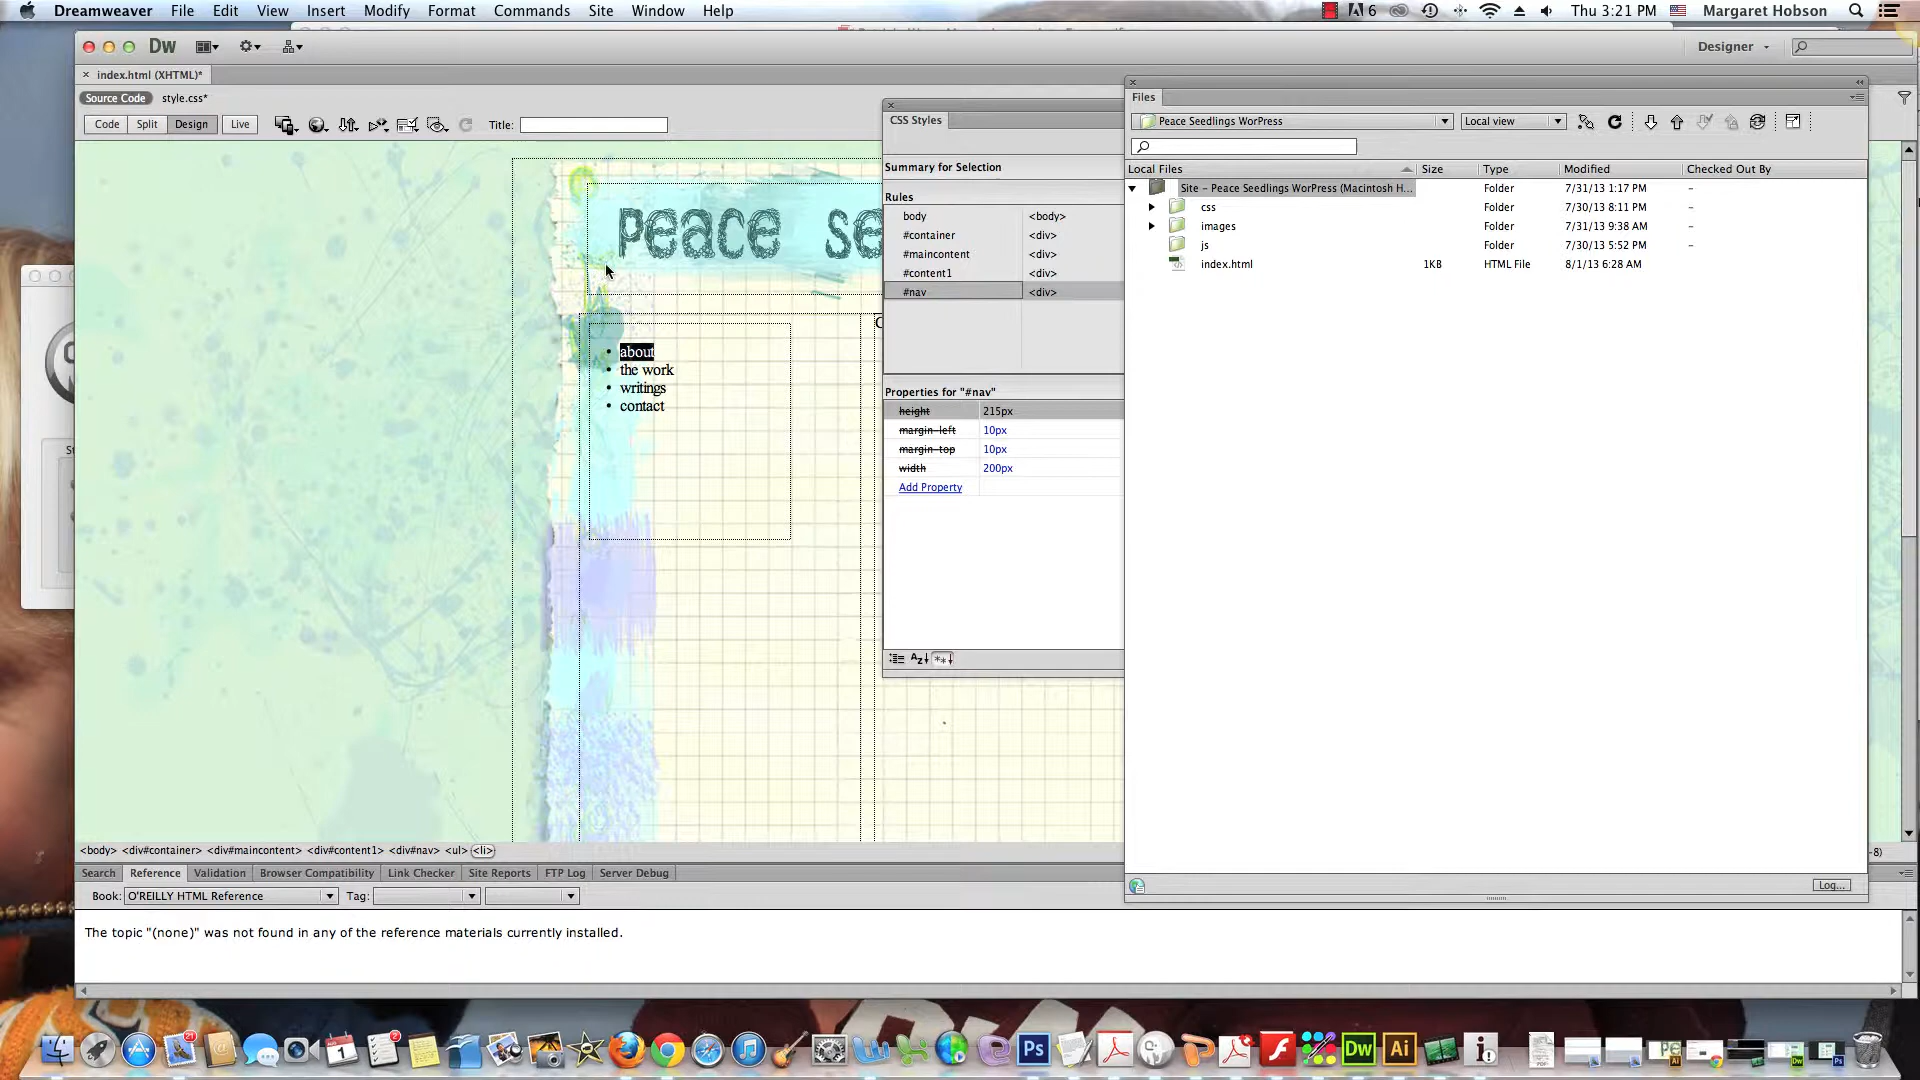 Dreamweaver File Edit View Insert Modify Format Commands Site Window Help
6 Thu 3:21 PM Margaret Hobson
Dw Designer
index.html (XHTML)*
Source Code style.css*
Code Split Design Live Title:
peace se
about
the work
writings
contact
CSS Styles
Summary for Selection
Rules
body <body>
#container <div>
#maincontent <div>
#content1 <div>
#nav <div>
Properties for "#nav"
height 215px
margin-left 10px
margin-top 10px
width 200px
Add Property
Files
Peace Seedlings WorPress Local view
Local Files Size Type Modified Checked Out By
Site - Peace Seedlings WorPress (Macintosh H... Folder 7/31/13 1:17 PM -
css Folder 7/30/13 8:11 PM -
images Folder 7/31/13 9:38 AM -
js Folder 7/30/13 5:52 PM -
index.html 1KB HTML File 8/1/13 6:28 AM
Log...
<body> <div#container> <div#maincontent> <div#content1> <div#nav> <ul> <li>
-8)
Search Reference Validation Browser Compatibility Link Checker Site Reports FTP Log Server Debug
Book: O'REILLY HTML Reference Tag:
The topic "(none)" was not found in any of the reference materials currently installed.
21 1 2 Ps Dw Ai